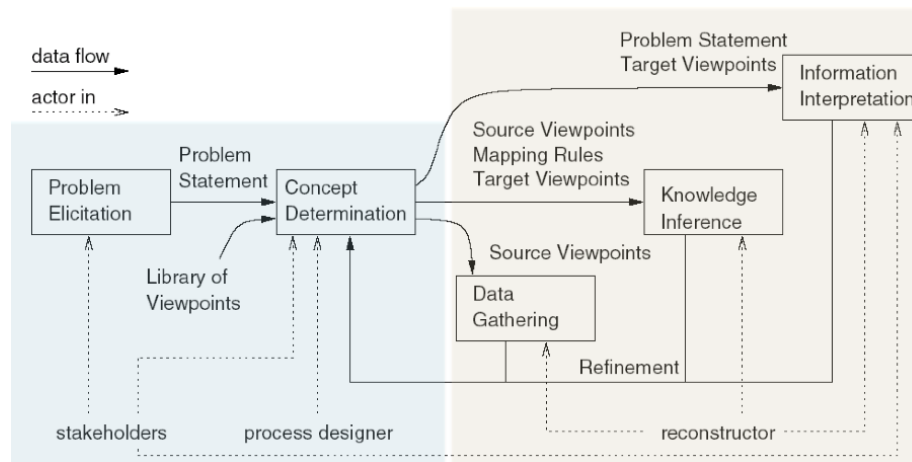 data flow
actor in
Problem Statement
Target Viewpoints
Information
Interpretation
Source Viewpoints
Mapping Rules
Target Viewpoints
Problem
Statement
Problem
Elicitation
Concept
Determination
Knowledge
Inference
Source Viewpoints
Library of
Viewpoints
Data
Gathering
Refinement
stakeholders
process designer
reconstructor